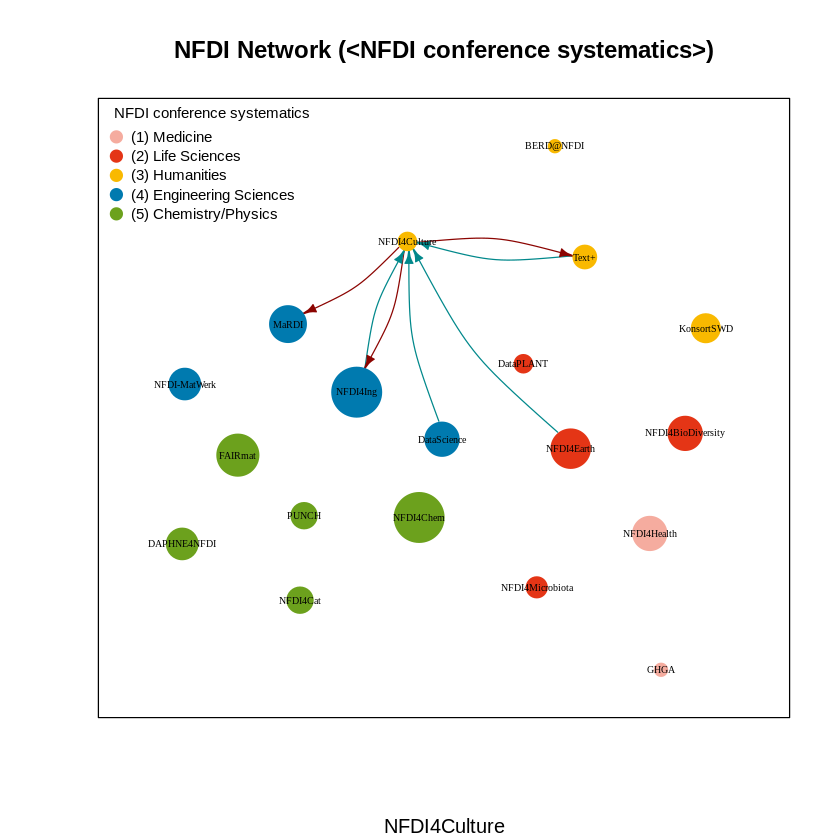 NFDI Network (<NFDI conference systematics>)
NFDI conference systematics
(1) Medicine
(2) Life Sciences
(3) Humanities
(4) Engineering Sciences
(5) Chemistry/Physics
BERD@NFDI
NFDI4Culture
Text+
MaRDI
KonsortSWD
DataPLANT
NFDI-MatWerk
NFDI4Ing
NFDI4BioDiversity
DataScience
NFDI4Earth
FAIRmat
PUNCH
NFDI4Chem
NFDI4Health
DAPHNE4NFDI
NFDI4Microbiota
NFDI4Cat
GHGA
NFDI4Culture